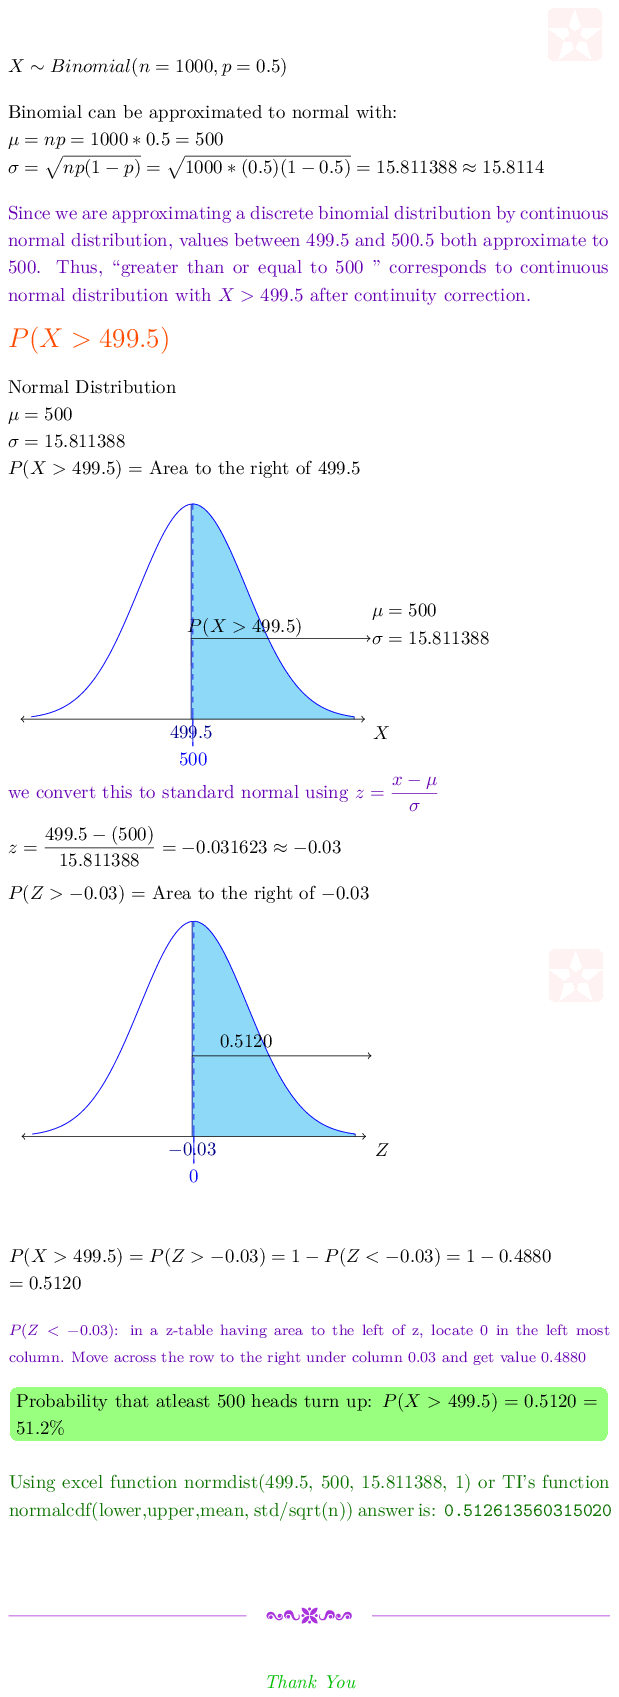 X ∼ Binomial(n = 1000, p = 0.5)
Binomial can be approximated to normal with:
μ = np = 1000 ∗ 0.5 = 500
σ = √(np(1 − p)) = √(1000 ∗ (0.5)(1 − 0.5)) = 15.811388 ≈ 15.8114
Since we are approximating a discrete binomial distribution by continuous
normal distribution, values between 499.5 and 500.5 both approximate to
500. Thus, “greater than or equal to 500 ” corresponds to continuous
normal distribution with X > 499.5 after continuity correction.
P(X > 499.5)
Normal Distribution
μ = 500
σ = 15.811388
P(X > 499.5) = Area to the right of 499.5
μ = 500
P(X > 499.5)
σ = 15.811388
499.5
X
500
we convert this to standard normal using z = (x − μ)/σ
z = (499.5 − (500))/15.811388 = −0.031623 ≈ −0.03
P(Z > −0.03) = Area to the right of −0.03
0.5120
−0.03
Z
0
P(X > 499.5) = P(Z > −0.03) = 1 − P(Z < −0.03) = 1 − 0.4880
= 0.5120
P(Z < −0.03): in a z-table having area to the left of z, locate 0 in the left most
column. Move across the row to the right under column 0.03 and get value 0.4880
Probability that atleast 500 heads turn up: P(X > 499.5) = 0.5120 =
51.2%
Using excel function normdist(499.5, 500, 15.811388, 1) or TI's function
normalcdf(lower,upper,mean, std/sqrt(n)) answer is: 0.512613560315020
Thank You